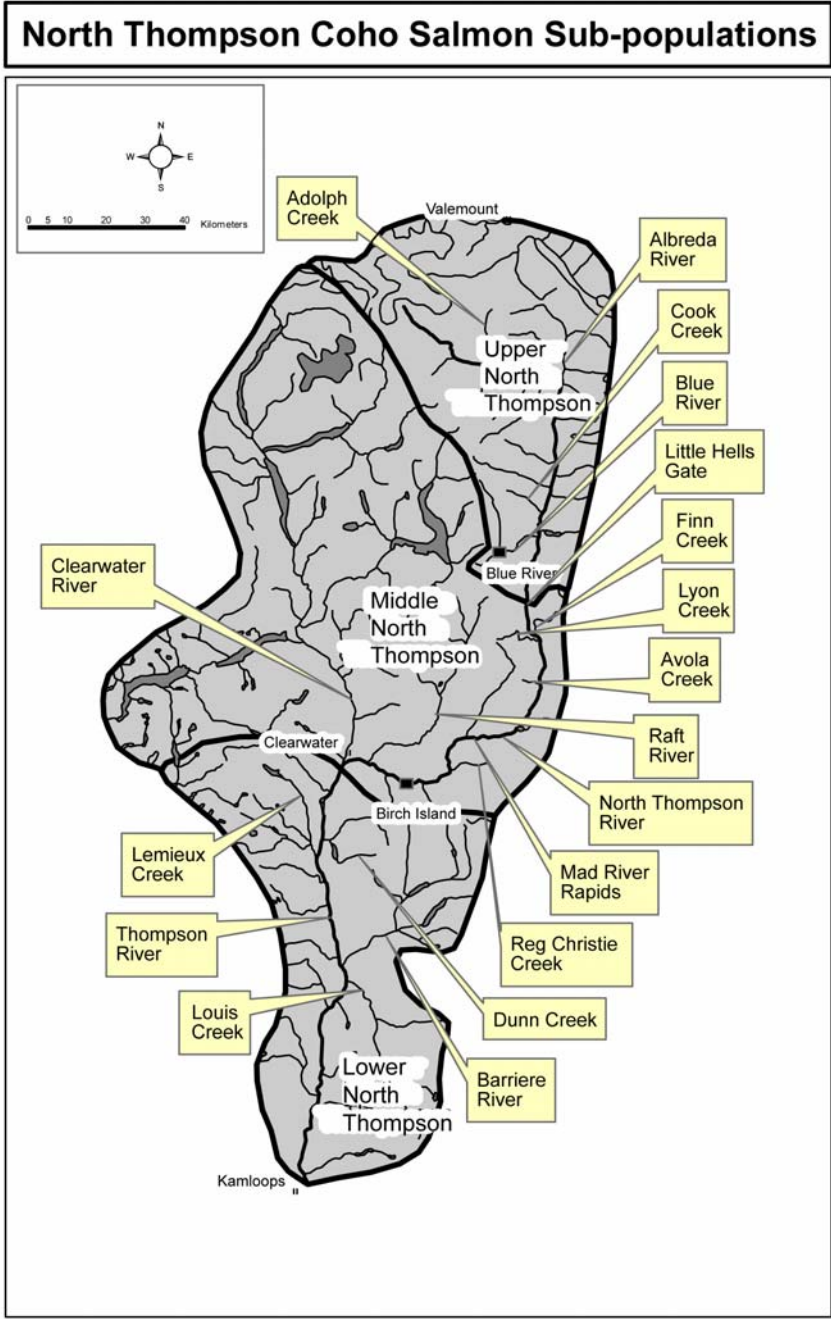 North Thompson Coho Salmon Sub-populations
N
W E
S
0 5 10 20 30 40 Kilometers
Adolph
Creek
Valemount
Albreda
River
Cook
Creek
Upper
North
Thompson
Blue
River
Little Hells
Gate
Finn
Creek
Clearwater
River
Blue River
Lyon
Creek
Middle
North
Thompson
Avola
Creek
Raft
River
Clearwater
North Thompson
River
Birch Island
Lemieux
Creek
Mad River
Rapids
Thompson
River
Reg Christie
Creek
Louis
Creek
Dunn Creek
Lower
North
Thompson
Barriere
River
Kamloops